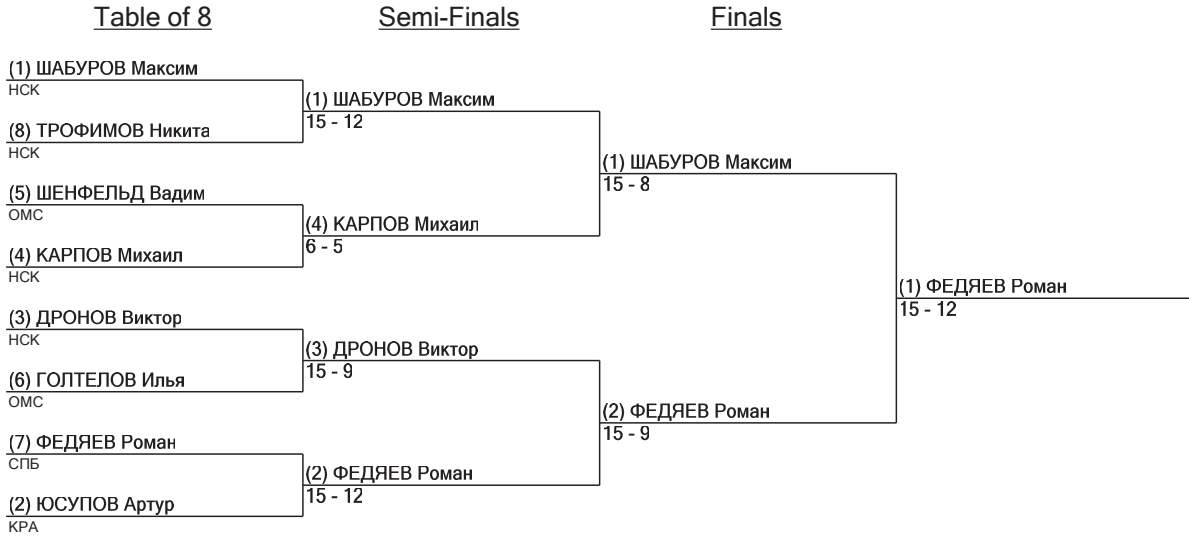 Table of 8
Semi-Finals
Finals
(1) ШАБУРОВ Максим
НСК
(8) ТРОФИМОВ Никита
НСК
(5) ШЕНФЕЛЬД Вадим
ОМС
(4) КАРПОВ Михаил
НСК
(3) ДРОНОВ Виктор
НСК
(6) ГОЛТЕЛОВ Илья
ОМС
(7) ФЕДЯЕВ Роман
СПБ
(2) ЮСУПОВ Артур
КРА
(1) ШАБУРОВ Максим
15 - 12
(4) КАРПОВ Михаил
6 - 5
(3) ДРОНОВ Виктор
15 - 9
(2) ФЕДЯЕВ Роман
15 - 12
(1) ШАБУРОВ Максим
15 - 8
(2) ФЕДЯЕВ Роман
15 - 9
(1) ФЕДЯЕВ Роман
15 - 12